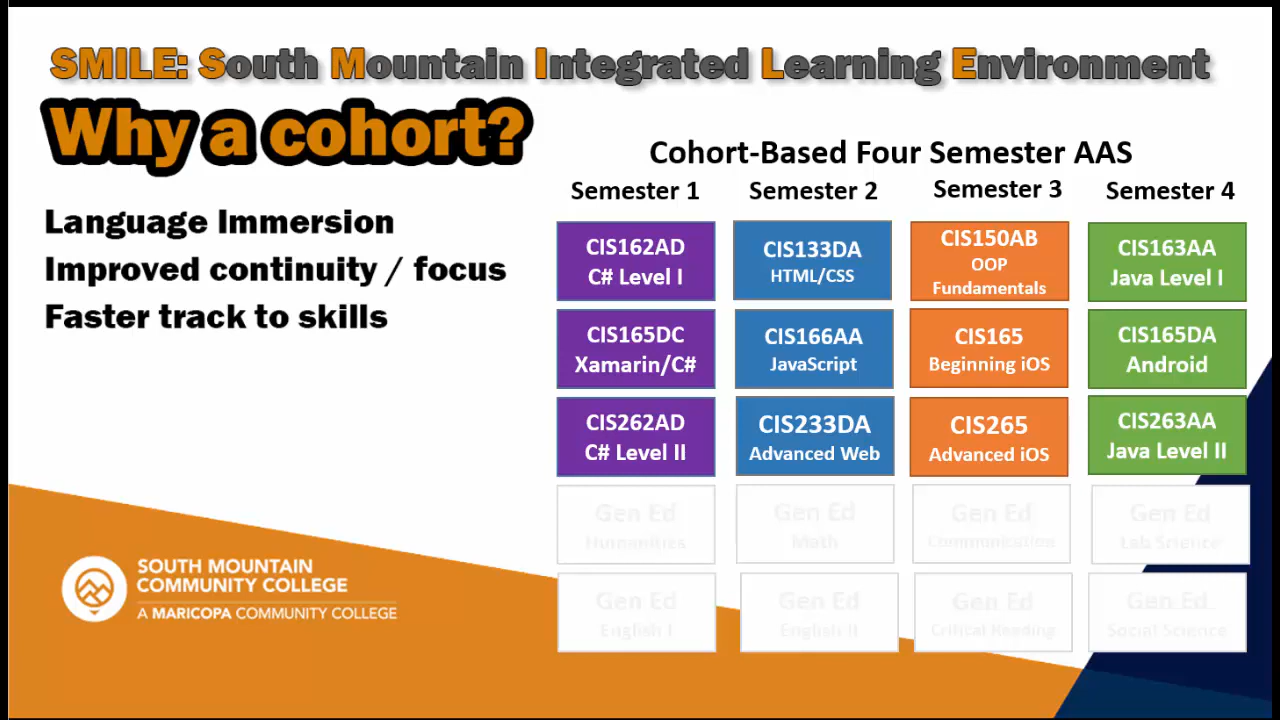 SMILE: South Mountain Integrated Learning Environment
Why a cohort?
Language Immersion
Improved continuity / focus
Faster track to skills
Cohort-Based Four Semester AAS
Semester 1
Semester 2
Semester 3
Semester 4
CIS162AD
C# Level I
CIS133DA
HTML/CSS
CIS150AB
OOP
Fundamentals
CIS163AA
Java Level I
CIS165DC
Xamarin/C#
CIS166AA
JavaScript
CIS165
Beginning iOS
CIS165DA
Android
CIS262AD
C# Level II
CIS233DA
Advanced Web
CIS265
Advanced iOS
CIS263AA
Java Level II
Gen Ed
Humanities
Gen Ed
Math
Gen Ed
Communication
Gen Ed
Lab Science
Gen Ed
English I
Gen Ed
English II
Gen Ed
Critical Reading
Gen Ed
Social Science
SOUTH MOUNTAIN
COMMUNITY COLLEGE
A MARICOPA COMMUNITY COLLEGE